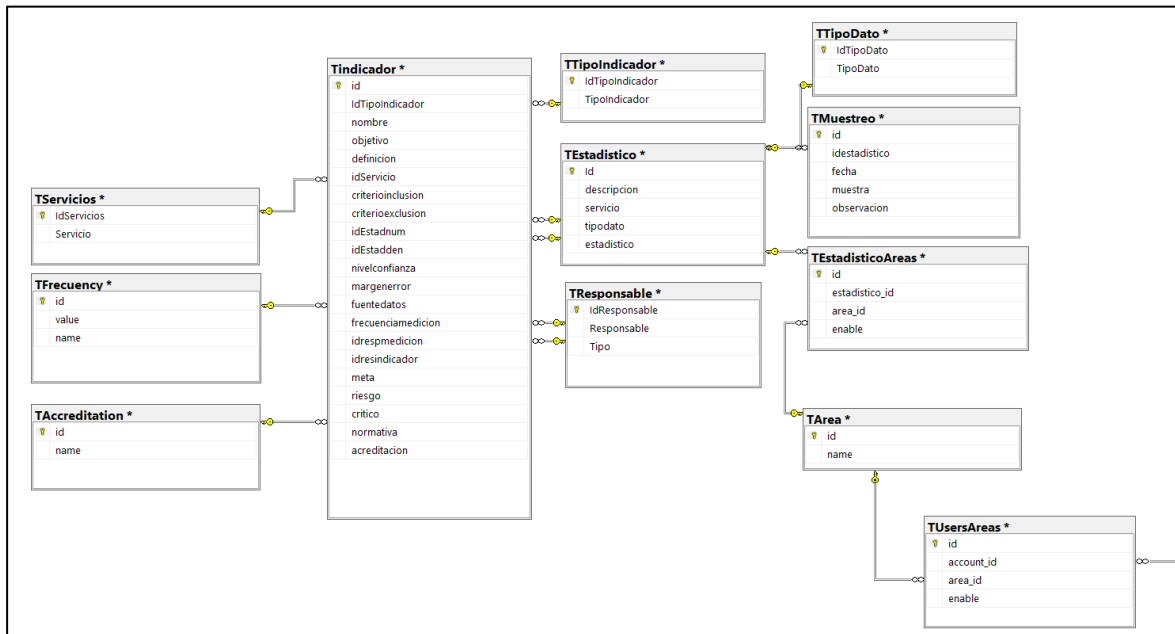 TServicios *
IdServicios
Servicio
TFrecuency *
id
value
name
TAccreditation *
id
name
Tindicador *
id
IdTipoIndicador
nombre
objetivo
definicion
idServicio
criterioinclusion
criterioexclusion
idEstadnum
idEstadden
nivelconfianza
margenerror
fuentedatos
frecuenciamedicion
idrespmedicion
idresindicador
meta
riesgo
critico
normativa
acreditacion
TTipoIndicador *
IdTipoIndicador
TipoIndicador
TEstadistico *
Id
descripcion
servicio
tipodato
estadistico
TResponsable *
IdResponsable
Responsable
Tipo
TTipoDato *
IdTipoDato
TipoDato
TMuestreo *
id
idestadistico
fecha
muestra
observacion
TEstadisticoAreas *
id
estadistico_id
area_id
enable
TArea *
id
name
TUsersAreas *
id
account_id
area_id
enable